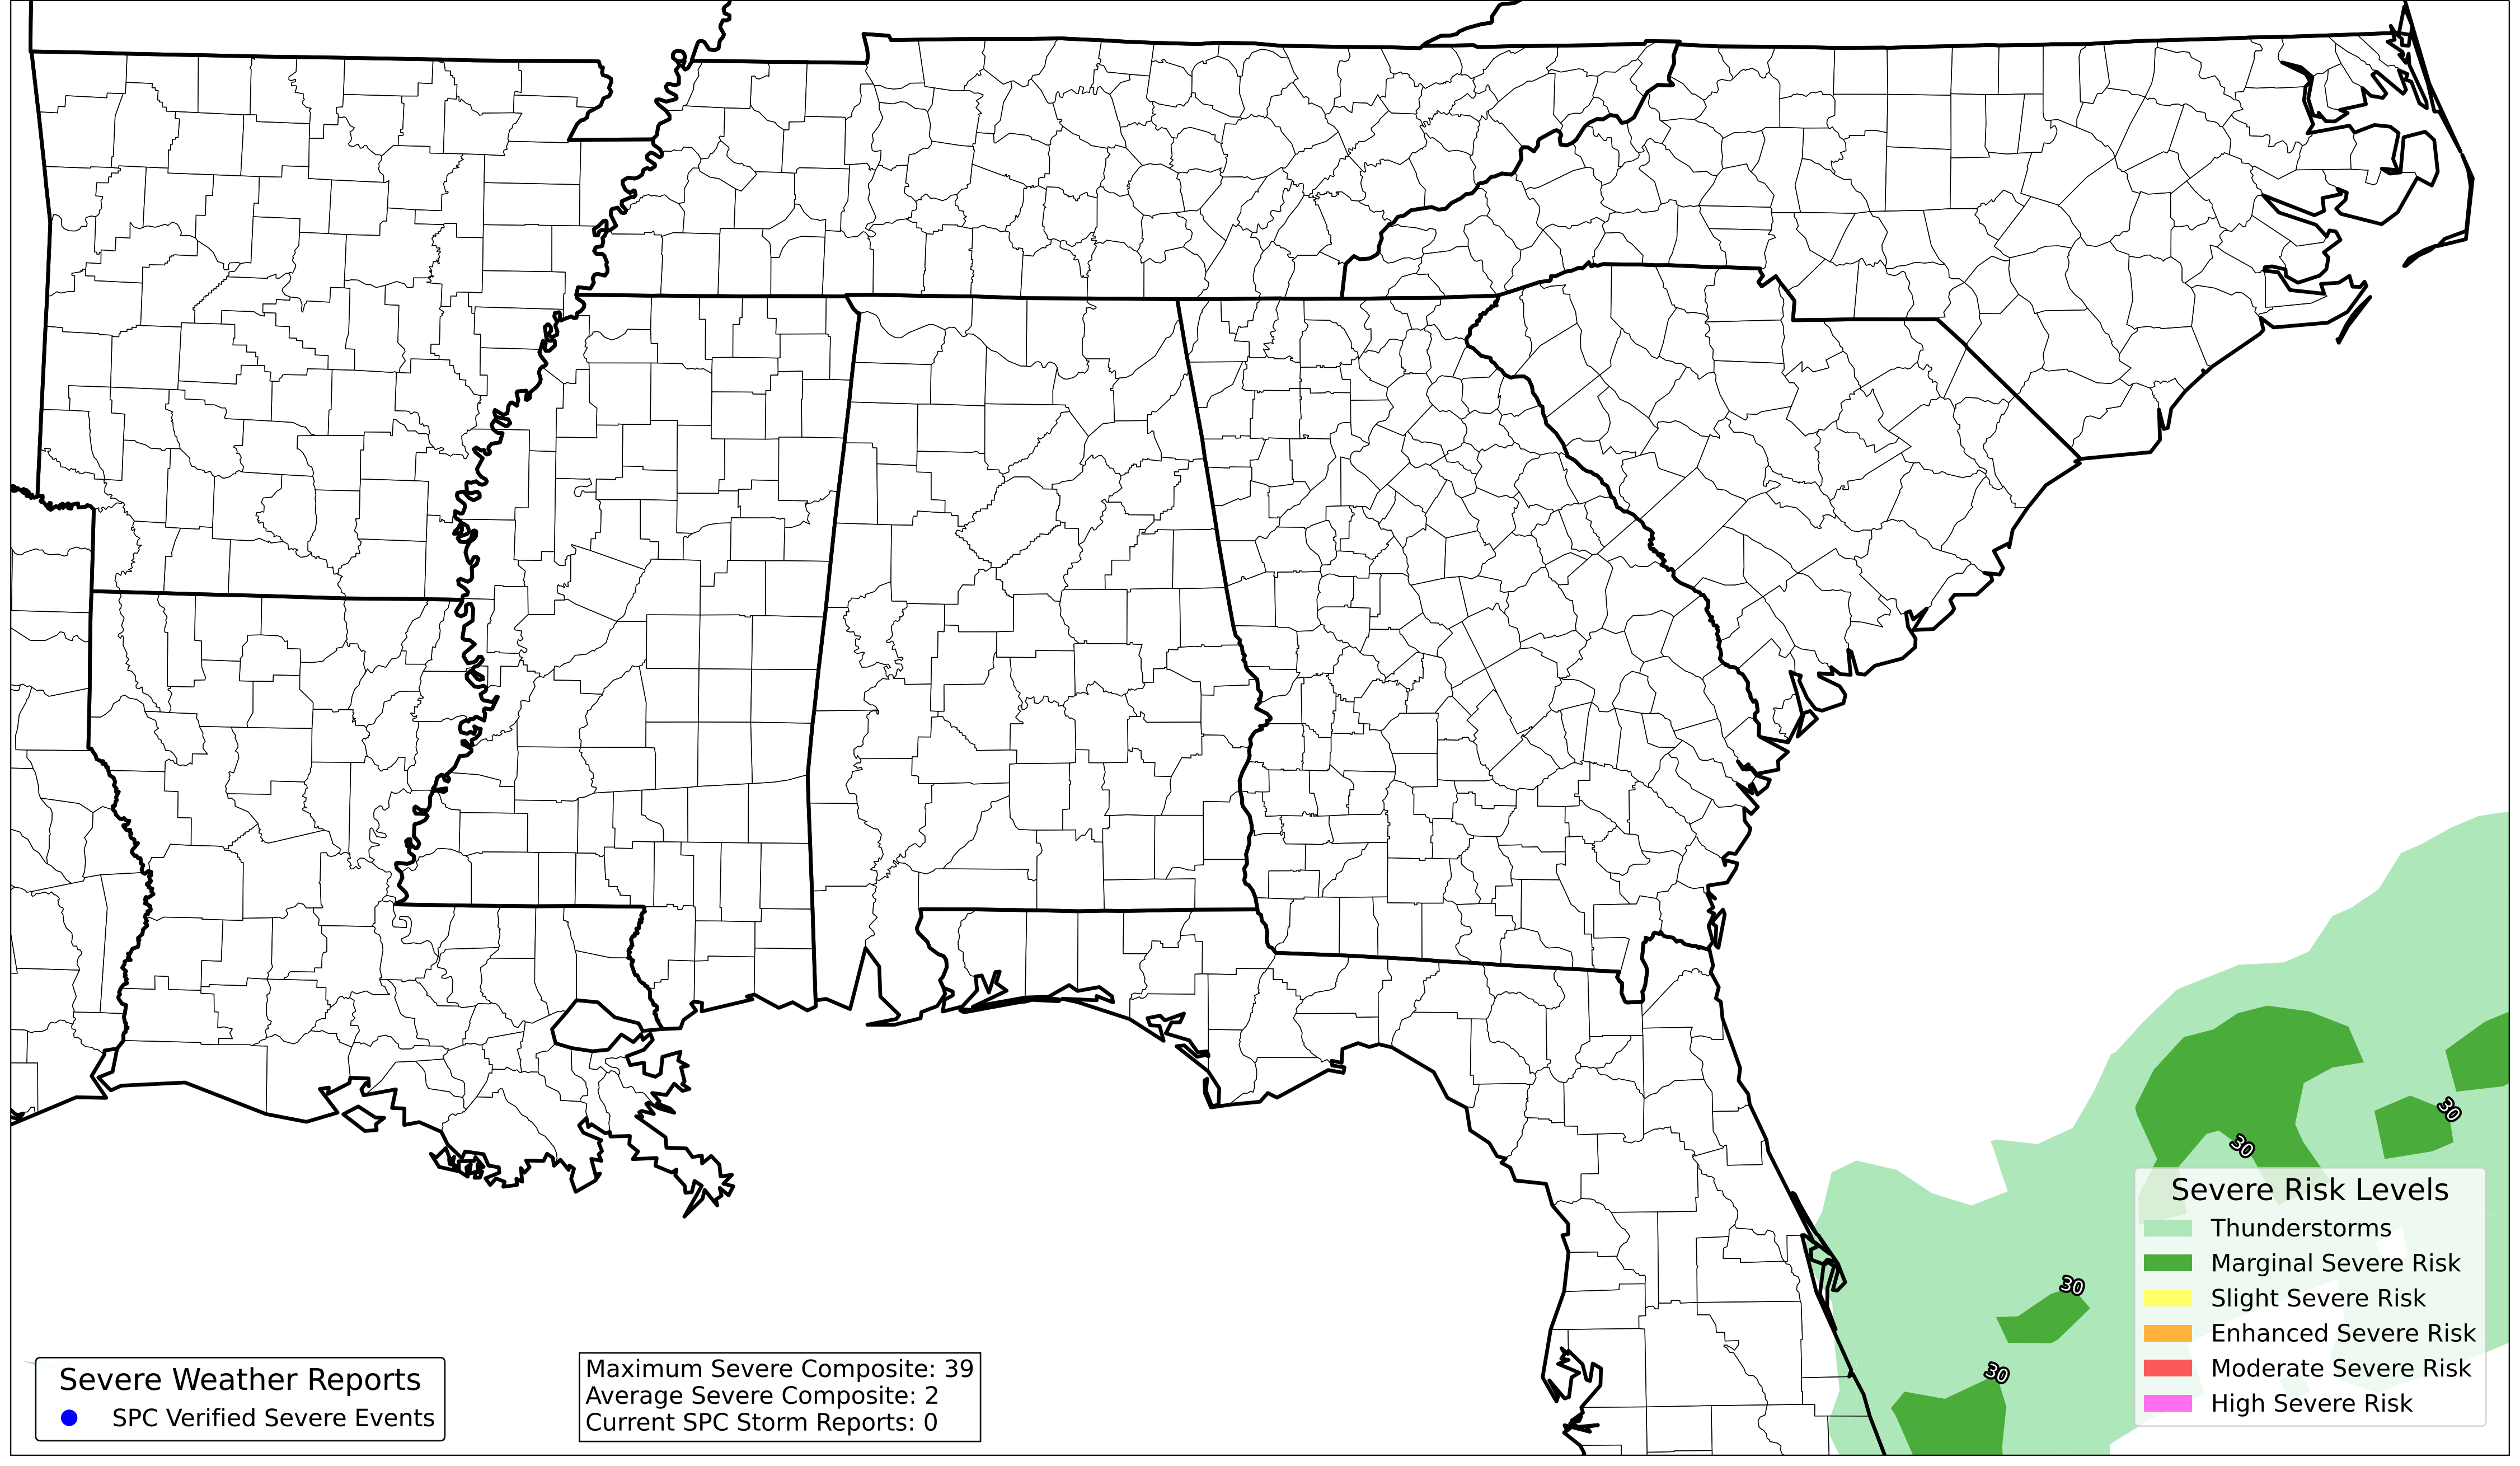 30
30
30
30
Severe Risk Levels
Thunderstorms
Marginal Severe Risk
Slight Severe Risk
Enhanced Severe Risk
Moderate Severe Risk
High Severe Risk
Severe Weather Reports
SPC Verified Severe Events
Maximum Severe Composite: 39
Average Severe Composite: 2
Current SPC Storm Reports: 0